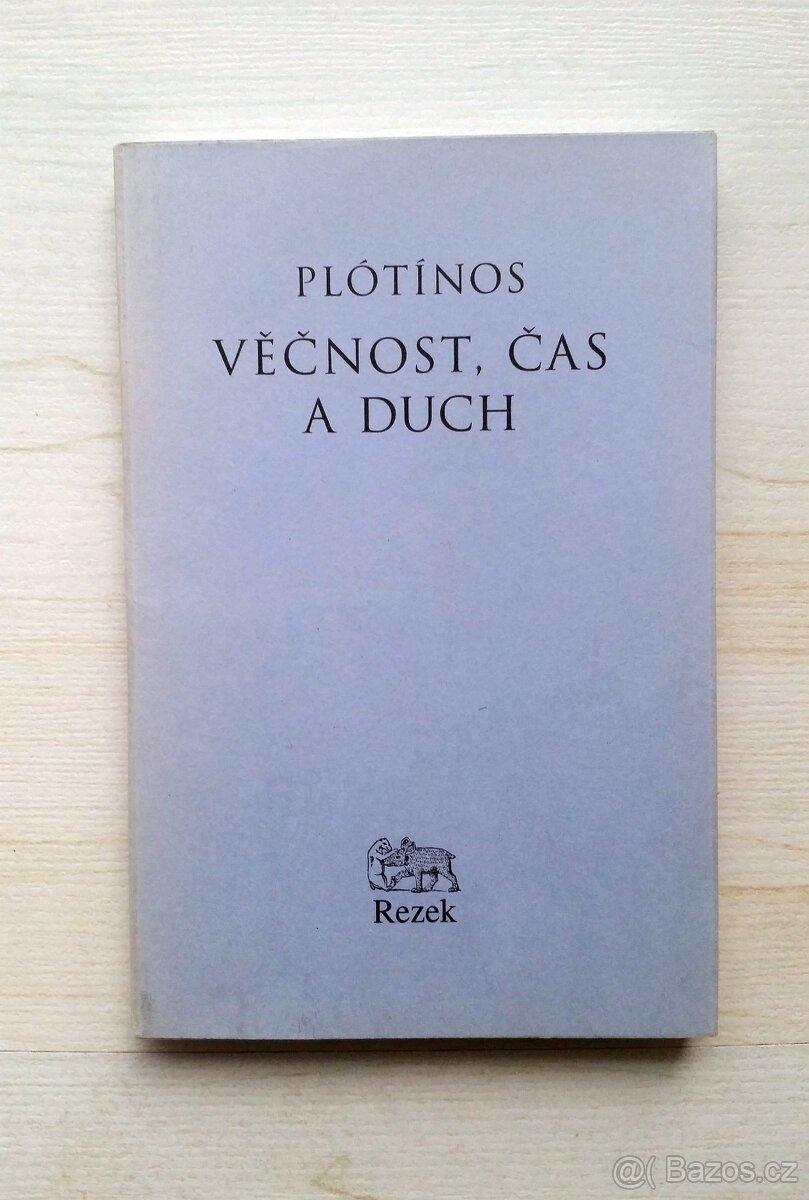 PLÓTÍNOS
VĚČNOST, ČAS
A DUCH
Rezek
@( Bazos.cz